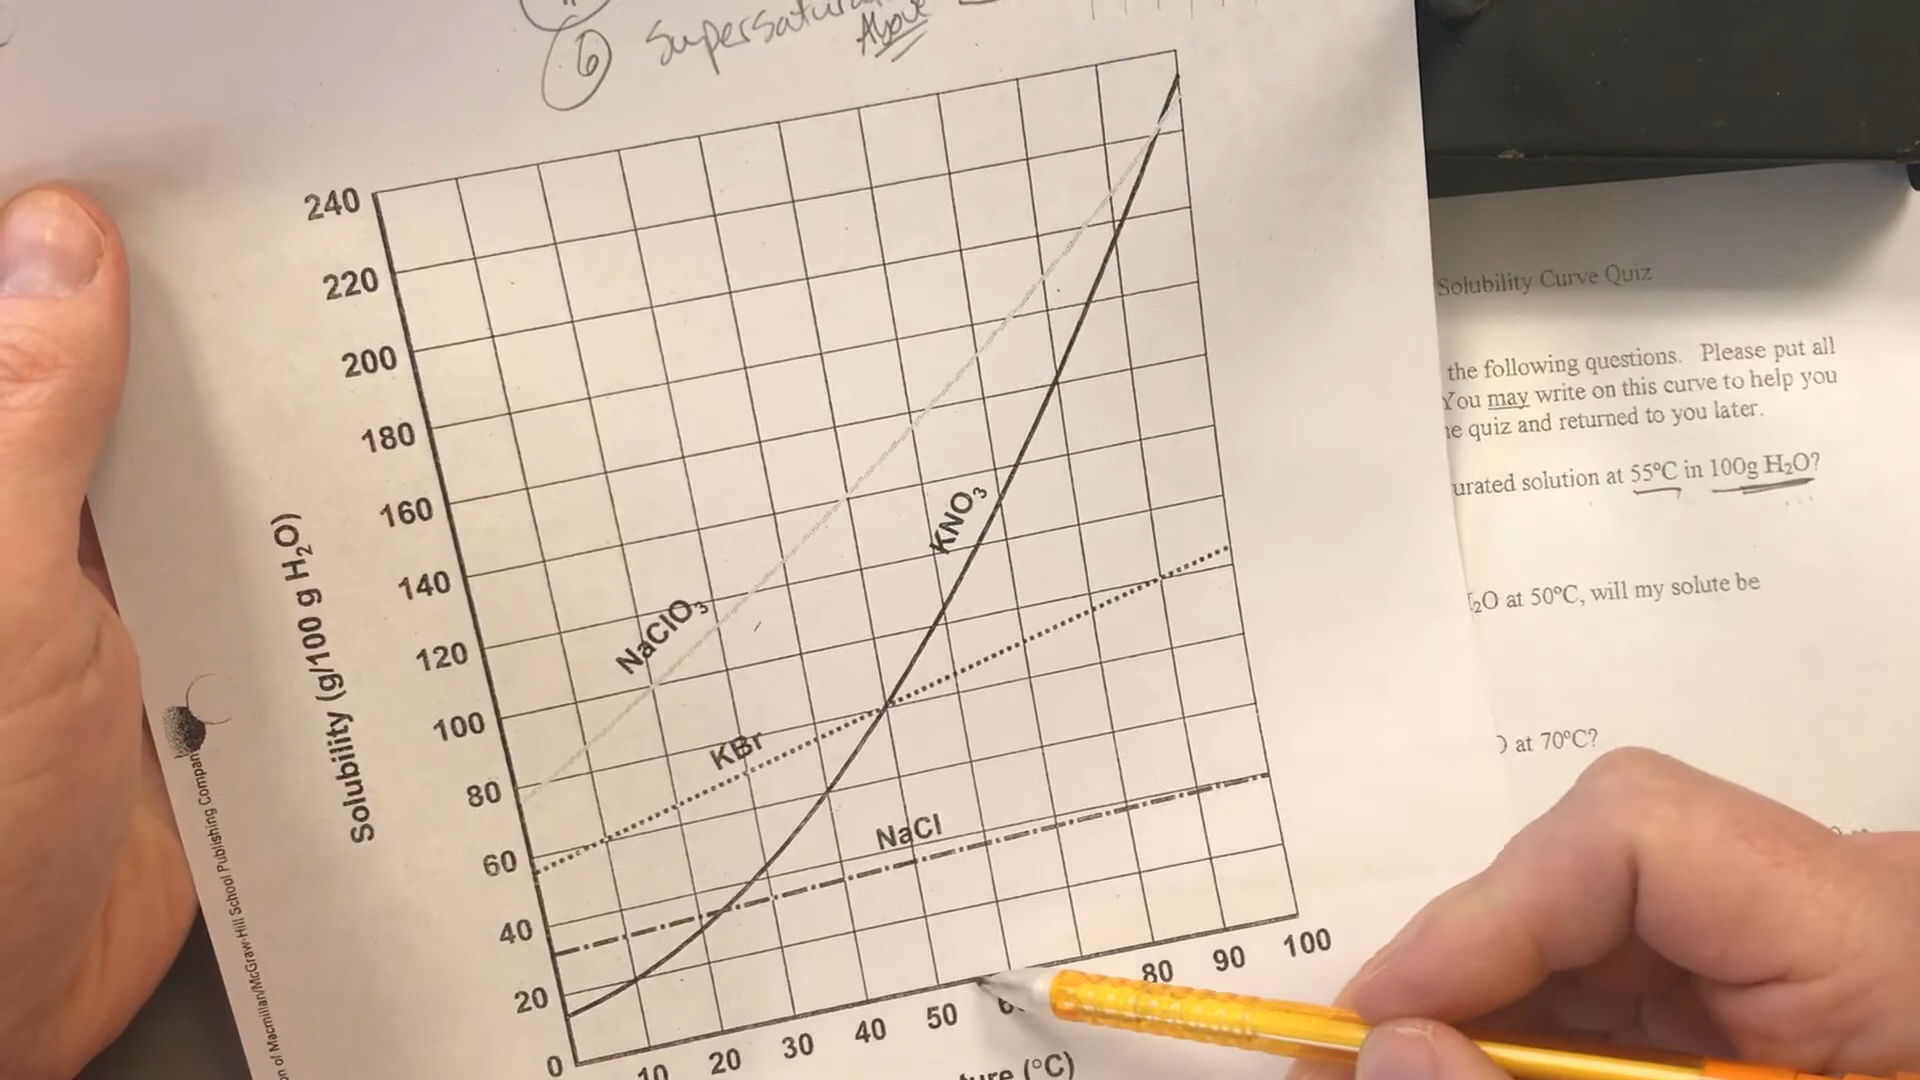 6 Supersatura
Above
240
220
200
180
160
140
120
100
80
60
40
20
0
10
20
30
40
50
80
90
100
Solubility (g/100 g H₂O)
NaClO₃
KNO₃
KBr
NaCl
ture (°C)
on of Macmillan/McGraw-Hill School Publishing Compan
Solubility Curve Quiz
the following questions. Please put all
You may write on this curve to help you
e quiz and returned to you later.
urated solution at 55°C in 100g H₂O?
₂O at 50°C, will my solute be
at 70°C?